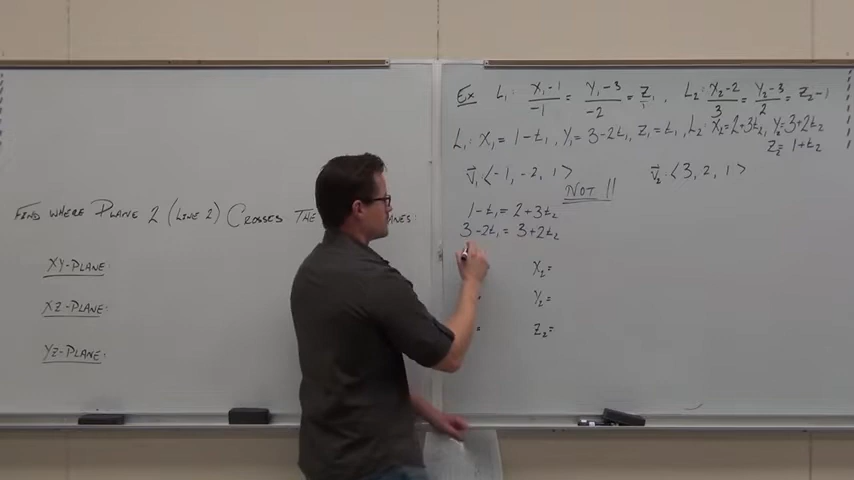 FIND WHERE PLANE 2 (LINE 2) CROSSES THE NES:
XY-PLANE:
XZ-PLANE:
YZ-PLANE:
Ex L₁: X₁-1/-1 = Y₁-3/-2 = Z₁/1, L₂: X₂-2/3 = Y₂-3/2 = Z₂-1
L₁: X₁=1-t₁, Y₁=3-2t₁, Z₁=t₁, L₂: X₂=2+3t₂, Y₂=3+2t₂
Z₂=1+t₂
V₁:<-1, -2, 1> V₂:<3, 2, 1>
NOT ||
1-t₁=2+3t₂
3-2t₁=3+2t₂
X₂=
= Y₂=
= Z₂=